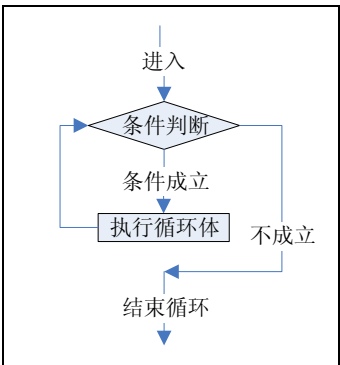 进入
条件判断
条件成立
执行循环体
不成立
结束循环